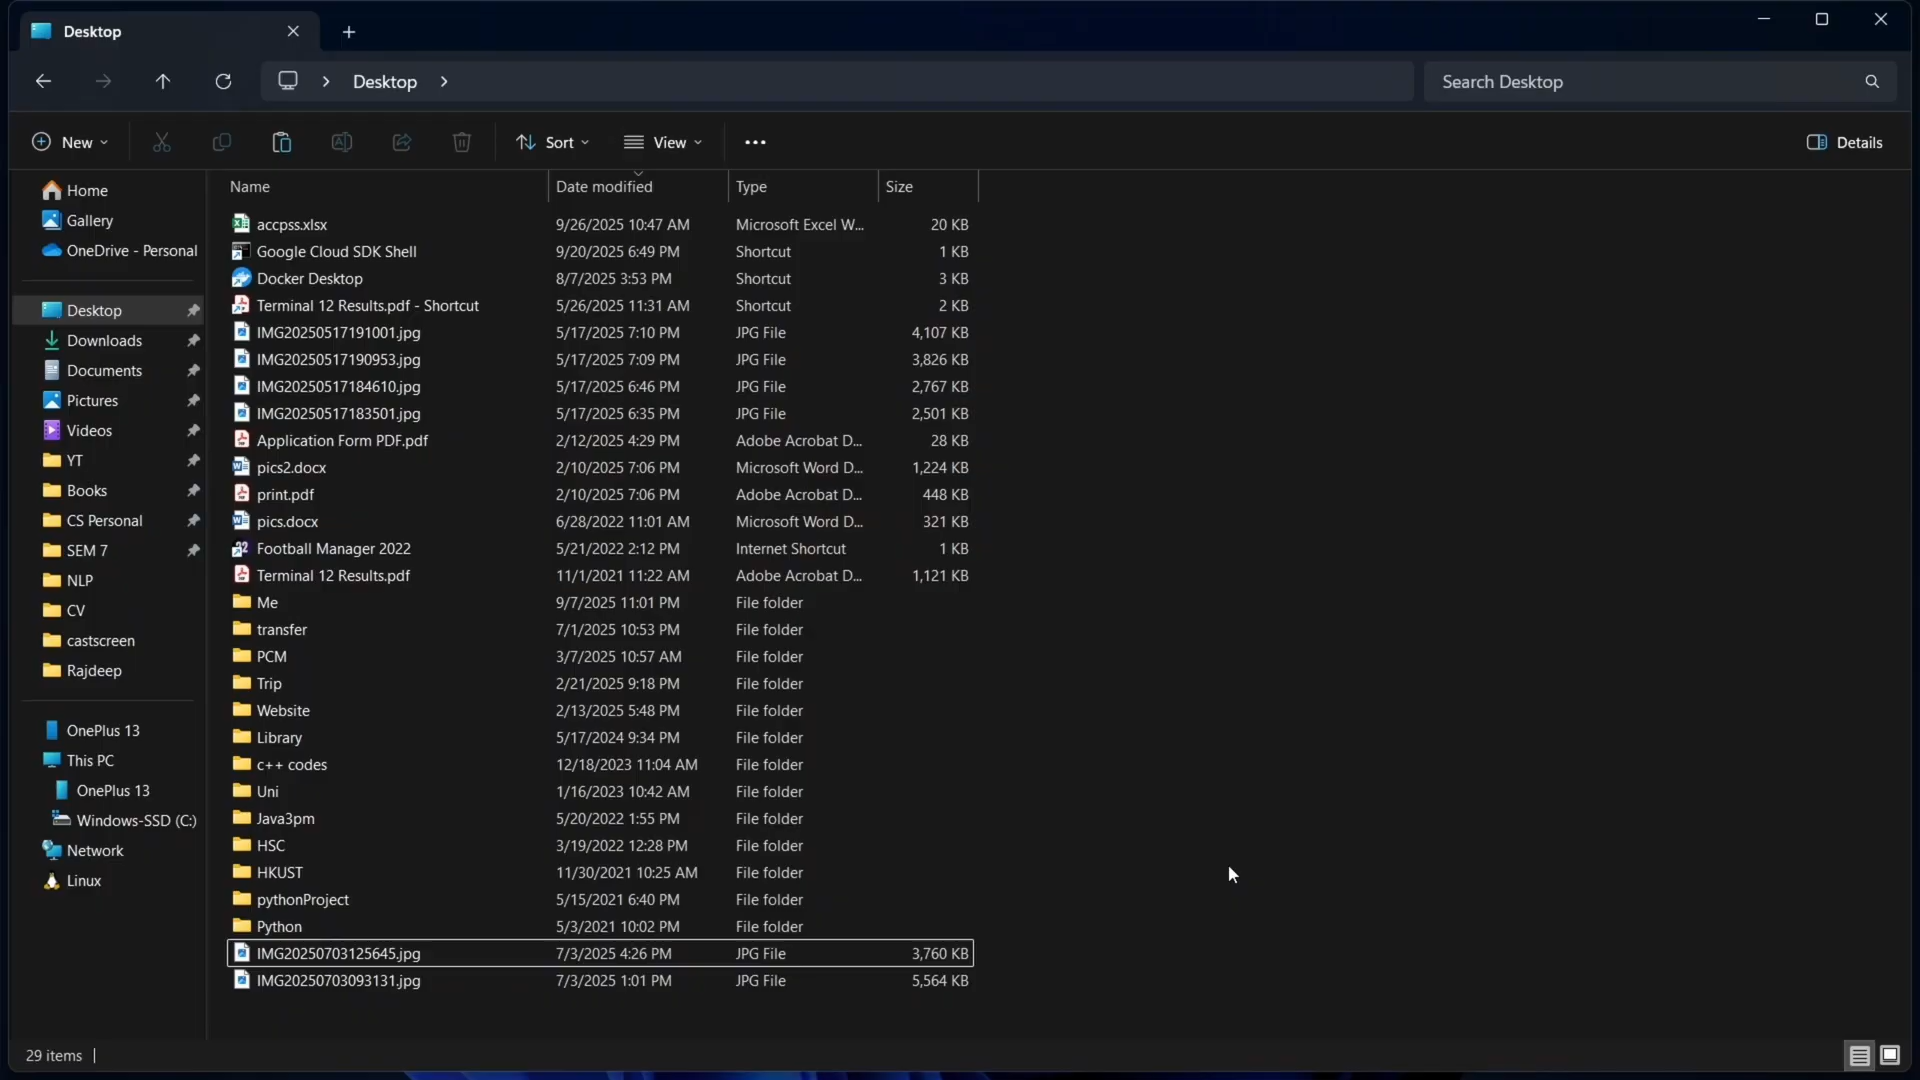 Desktop
Desktop
Search Desktop
New
Sort
View
Details
Home
Gallery
OneDrive - Personal
Desktop
Downloads
Documents
Pictures
Videos
YT
Books
CS Personal
SEM 7
NLP
CV
castscreen
Rajdeep
OnePlus 13
This PC
OnePlus 13
Windows-SSD (C:)
Network
Linux
Name Date modified Type Size
accpss.xlsx 9/26/2025 10:47 AM Microsoft Excel W... 20 KB
Google Cloud SDK Shell 9/20/2025 6:49 PM Shortcut 1 KB
Docker Desktop 8/7/2025 3:53 PM Shortcut 3 KB
Terminal 12 Results.pdf - Shortcut 5/26/2025 11:31 AM Shortcut 2 KB
IMG20250517191001.jpg 5/17/2025 7:10 PM JPG File 4,107 KB
IMG20250517190953.jpg 5/17/2025 7:09 PM JPG File 3,826 KB
IMG20250517184610.jpg 5/17/2025 6:46 PM JPG File 2,767 KB
IMG20250517183501.jpg 5/17/2025 6:35 PM JPG File 2,501 KB
Application Form PDF.pdf 2/12/2025 4:29 PM Adobe Acrobat D... 28 KB
pics2.docx 2/10/2025 7:06 PM Microsoft Word D... 1,224 KB
print.pdf 2/10/2025 7:06 PM Adobe Acrobat D... 448 KB
pics.docx 6/28/2022 11:01 AM Microsoft Word D... 321 KB
Football Manager 2022 5/21/2022 2:12 PM Internet Shortcut 1 KB
Terminal 12 Results.pdf 11/1/2021 11:22 AM Adobe Acrobat D... 1,121 KB
Me 9/7/2025 11:01 PM File folder
transfer 7/1/2025 10:53 PM File folder
PCM 3/7/2025 10:57 AM File folder
Trip 2/21/2025 9:18 PM File folder
Website 2/13/2025 5:48 PM File folder
Library 5/17/2024 9:34 PM File folder
c++ codes 12/18/2023 11:04 AM File folder
Uni 1/16/2023 10:42 AM File folder
Java3pm 5/20/2022 1:55 PM File folder
HSC 3/19/2022 12:28 PM File folder
HKUST 11/30/2021 10:25 AM File folder
pythonProject 5/15/2021 6:40 PM File folder
Python 5/3/2021 10:02 PM File folder
IMG20250703125645.jpg 7/3/2025 4:26 PM JPG File 3,760 KB
IMG20250703093131.jpg 7/3/2025 1:01 PM JPG File 5,564 KB
29 items